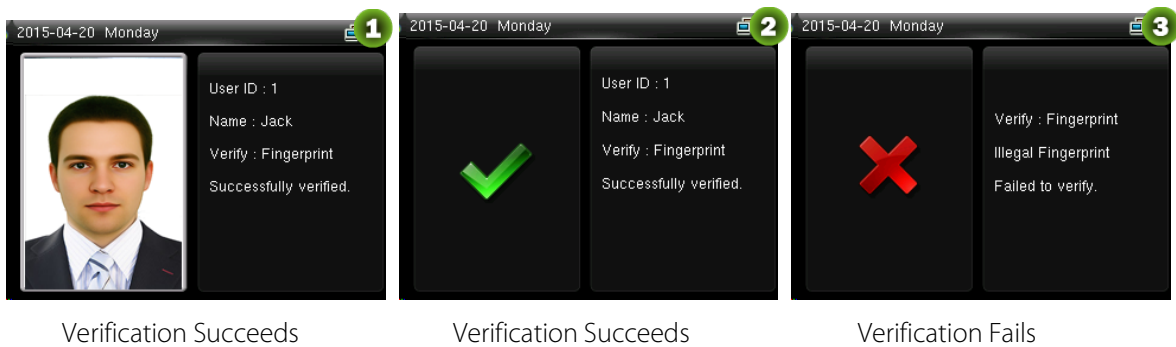 2015-04-20 Monday
1
User ID : 1
Name : Jack
Verify : Fingerprint
Successfully verified.
2015-04-20 Monday
2
User ID : 1
Name : Jack
Verify : Fingerprint
Successfully verified.
2015-04-20 Monday
3
Verify : Fingerprint
Illegal Fingerprint
Failed to verify.
Verification Succeeds
Verification Succeeds
Verification Fails